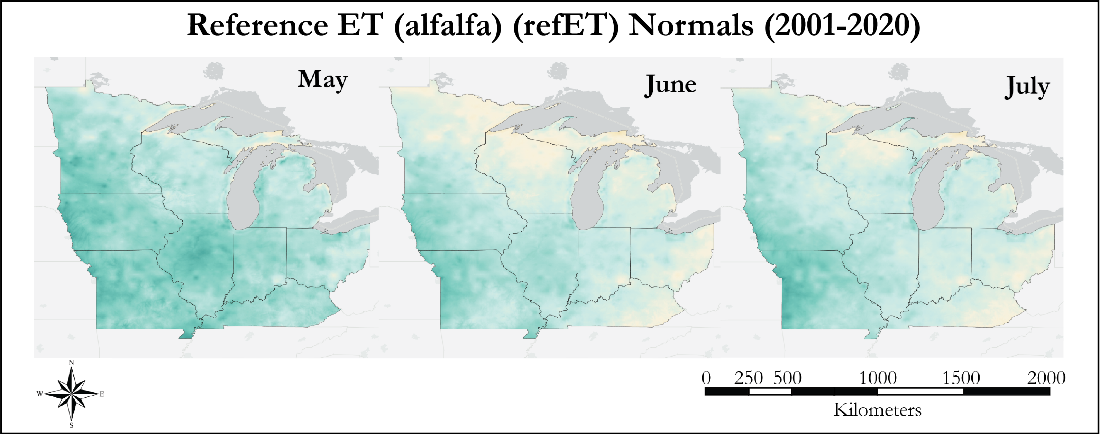 Reference ET (alfalfa) (refET) Normals (2001-2020)
May
June
July
N
W E
S
0 250 500 1000 1500 2000
Kilometers